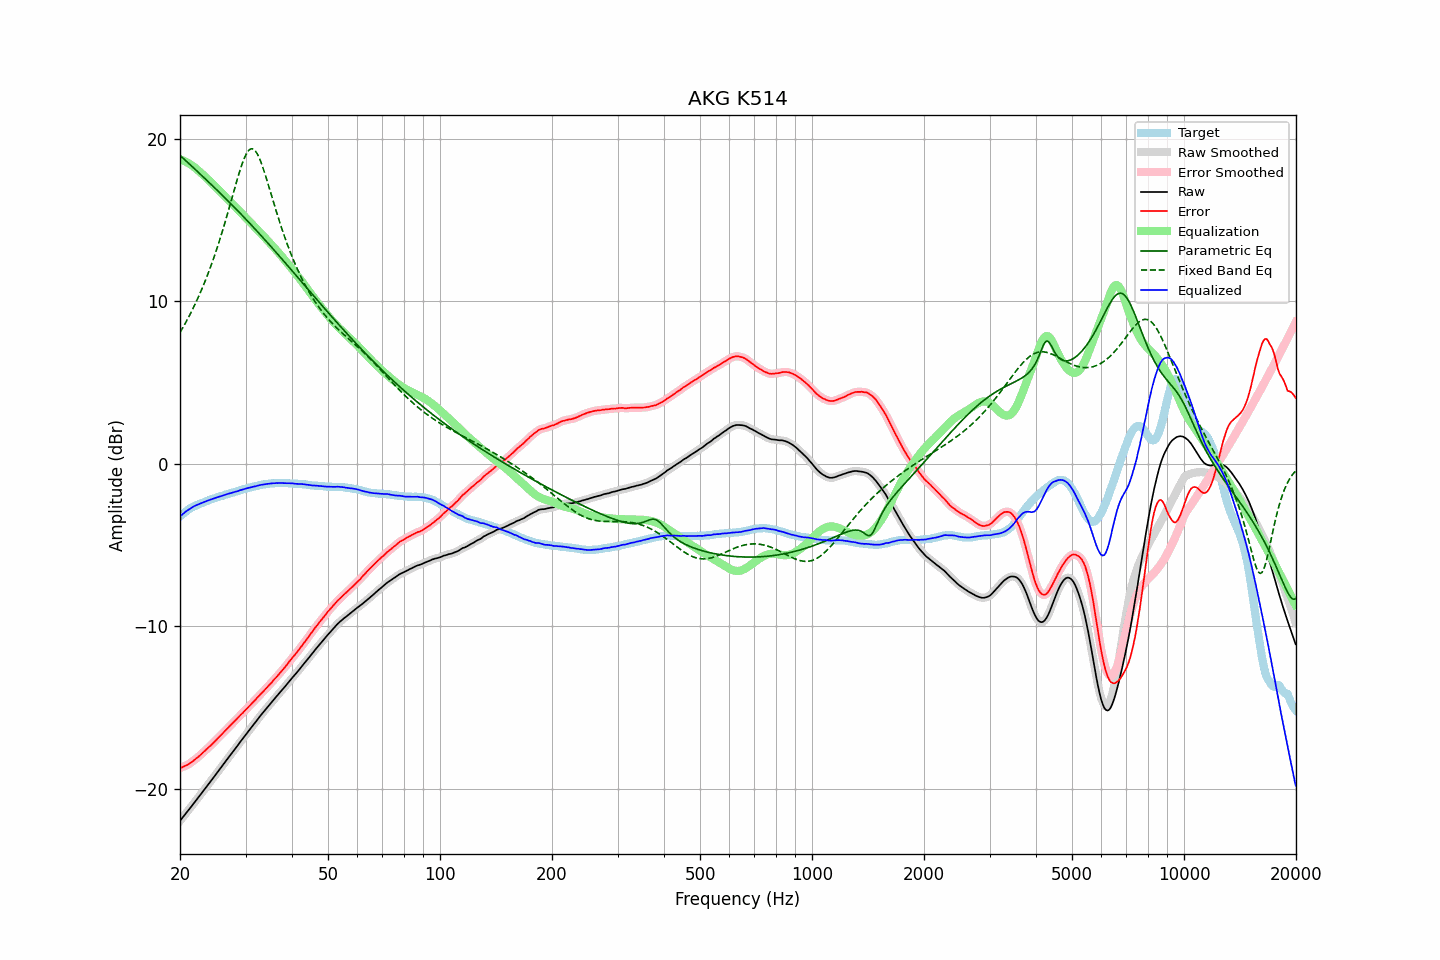 AKG K514
Amplitude (dBr)
20
10
0
−10
−20
Target
Raw Smoothed
Error Smoothed
Raw
Error
Equalization
Parametric Eq
Fixed Band Eq
Equalized
20 50 100 200 500 1000 2000 5000 10000 20000
Frequency (Hz)